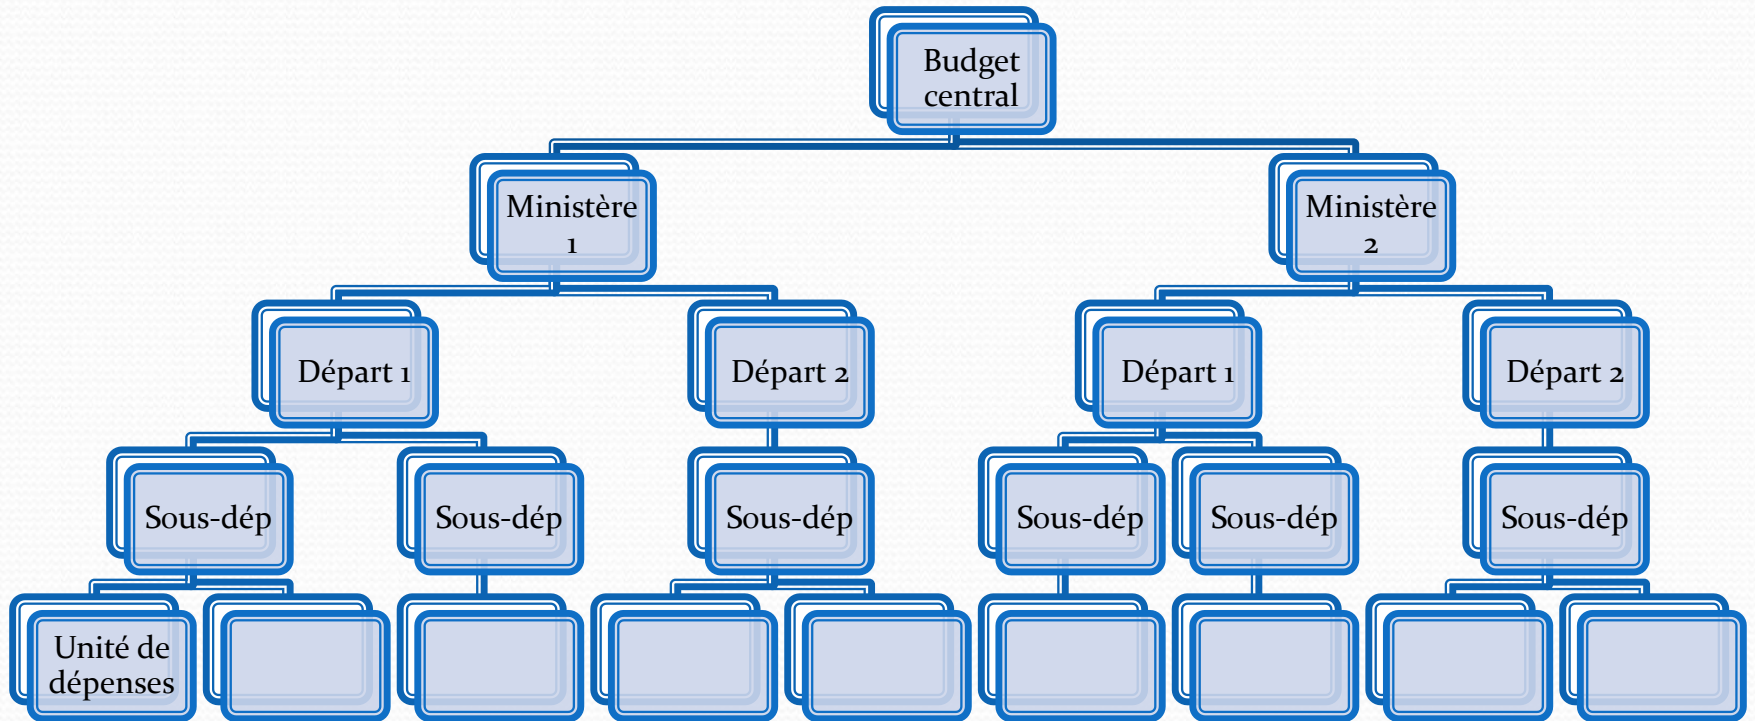 Budget
central
Ministère
1
Ministère
2
Départ 1
Départ 2
Départ 1
Départ 2
Sous-dép
Sous-dép
Sous-dép
Sous-dép
Sous-dép
Sous-dép
Unité de
dépenses